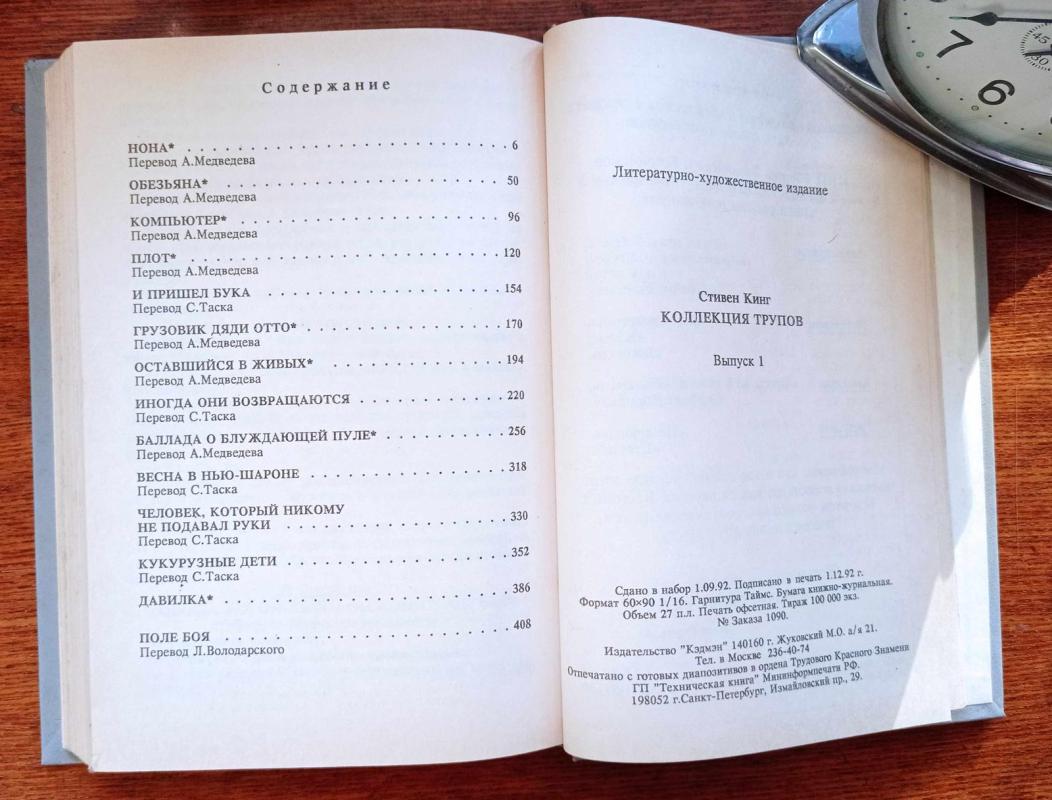 Содержание
НОНА* . . . . . . . . . . . . . . . . . . . . . . . . . . . . 6
Перевод А.Медведева
ОБЕЗЬЯНА* . . . . . . . . . . . . . . . . . . . . . . . . . 50
Перевод А.Медведева
КОМПЬЮТЕР* . . . . . . . . . . . . . . . . . . . . . . . . 96
Перевод А.Медведева
ПЛОТ* . . . . . . . . . . . . . . . . . . . . . . . . . . . . 120
Перевод А.Медведева
И ПРИШЕЛ БУКА . . . . . . . . . . . . . . . . . . . . . 154
Перевод С.Таска
ГРУЗОВИК ДЯДИ ОТТО* . . . . . . . . . . . . . . . . . . 170
Перевод А.Медведева
ОСТАВШИЙСЯ В ЖИВЫХ* . . . . . . . . . . . . . . . . 194
Перевод А.Медведева
ИНОГДА ОНИ ВОЗВРАЩАЮТСЯ . . . . . . . . . . . . . 220
Перевод С.Таска
БАЛЛАДА О БЛУЖДАЮЩЕЙ ПУЛЕ* . . . . . . . . . . . 256
Перевод А.Медведева
ВЕСНА В НЬЮ-ШАРОНЕ . . . . . . . . . . . . . . . . . 318
Перевод С.Таска
ЧЕЛОВЕК, КОТОРЫЙ НИКОМУ
НЕ ПОДАВАЛ РУКИ . . . . . . . . . . . . . . . . . . . 330
Перевод С.Таска
КУКУРУЗНЫЕ ДЕТИ . . . . . . . . . . . . . . . . . . . 352
Перевод С.Таска
ДАВИЛКА* . . . . . . . . . . . . . . . . . . . . . . . . . 386
ПОЛЕ БОЯ . . . . . . . . . . . . . . . . . . . . . . . . . 408
Перевод Л.Володарского
Литературно-художественное издание
Стивен Кинг
КОЛЛЕКЦИЯ ТРУПОВ
Выпуск 1
Сдано в набор 1.09.92. Подписано в печать 1.12.92 г.
Формат 60×90 1/16. Гарнитура Таймс. Бумага книжно-журнальная.
Объем 27 п.л. Печать офсетная. Тираж 100 000 экз.
№ Заказа 1090.
Издательство "Кэдмэн" 140160 г. Жуковский М.О. а/я 21.
Тел. в Москве 236-40-74
Отпечатано с готовых диапозитивов в ордена Трудового Красного Знамени
ГП "Техническая книга" Мининформпечати РФ.
198052 г.Санкт-Петербург, Измайловский пр., 29.
7
6
45
30